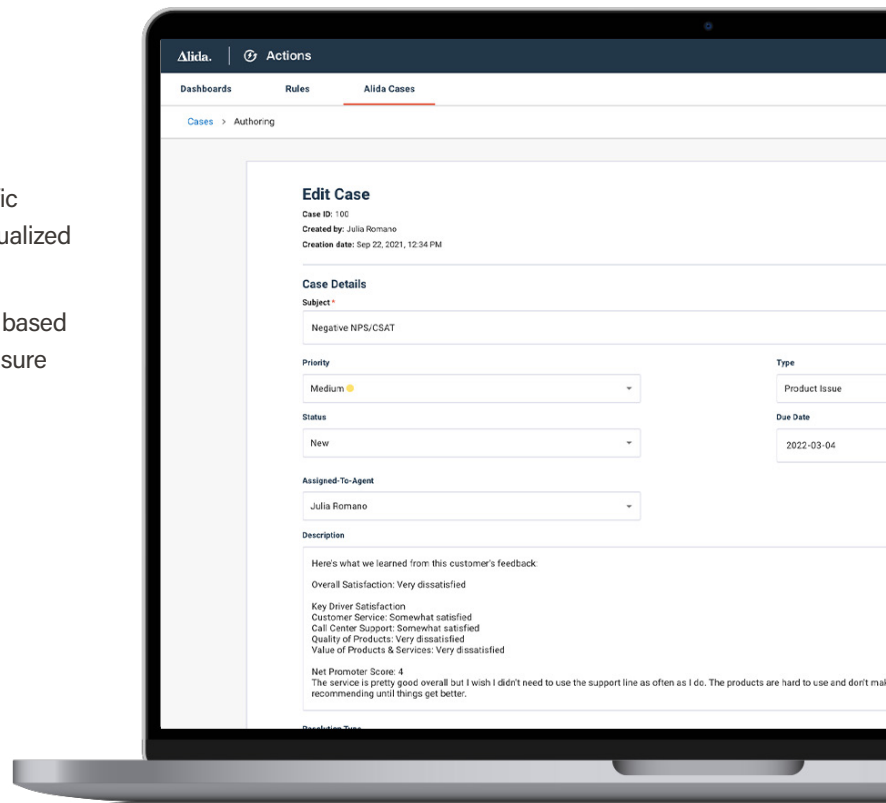 Alida. Actions
Dashboards Rules Alida Cases
Cases > Authoring
ic
ualized
based
sure
Edit Case
Case ID: 100
Created by: Julia Romano
Creation date: Sep 22, 2021, 12:34 PM
Case Details
Subject *
Negative NPS/CSAT
Priority
Medium
Type
Product Issue
Status
New
Due Date
2022-03-04
Assigned-To-Agent
Julia Romano
Description
Here's what we learned from this customer's feedback:
Overall Satisfaction: Very dissatisfied
Key Driver Satisfaction
Customer Service: Somewhat satisfied
Call Center Support: Somewhat satisfied
Quality of Products: Very dissatisfied
Value of Products & Services: Very dissatisfied
Net Promoter Score: 4
The service is pretty good overall but I wish I didn't need to use the support line as often as I do. The products are hard to use and don't mak
recommending until things get better.
Resolution Type